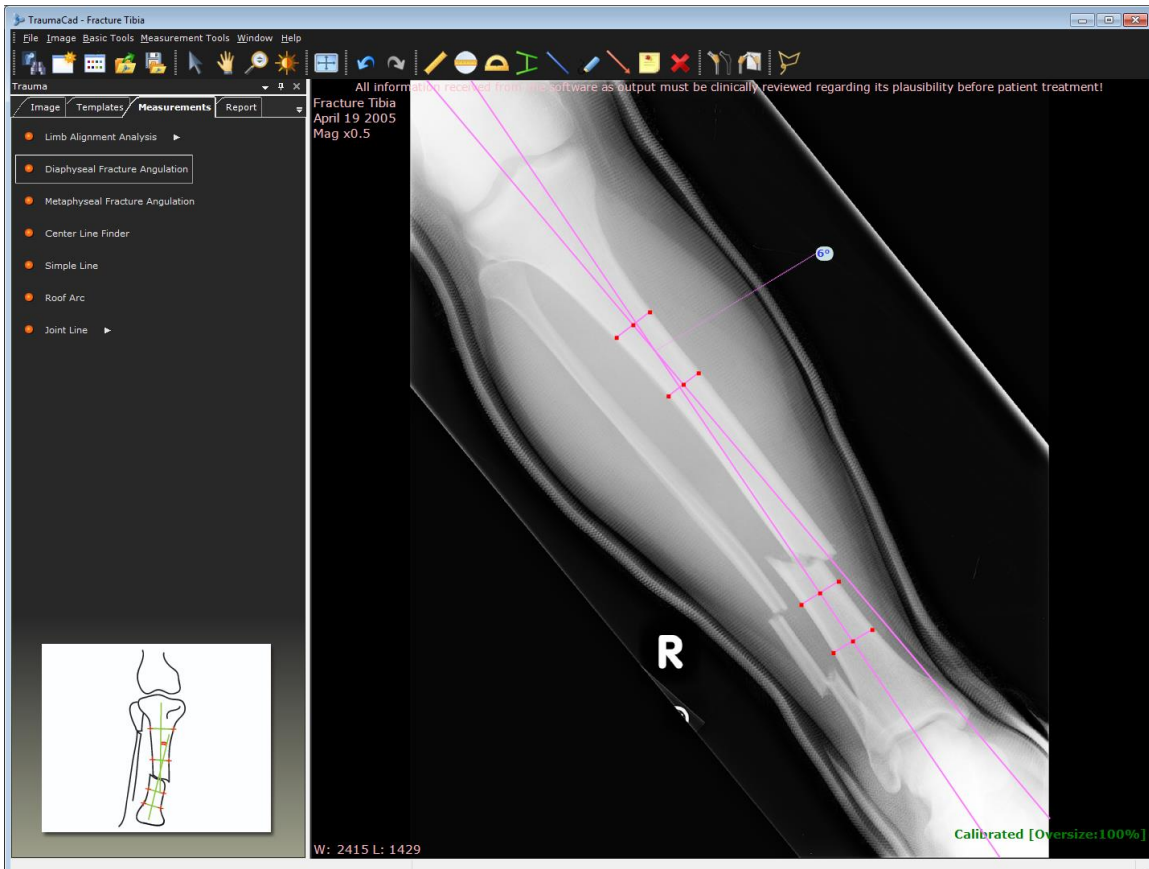 TraumaCad - Fracture Tibia
File Image Basic Tools Measurement Tools Window Help
Trauma
Image Templates Measurements Report
Limb Alignment Analysis
Diaphyseal Fracture Angulation
Metaphyseal Fracture Angulation
Center Line Finder
Simple Line
Roof Arc
Joint Line
All information received from the software as output must be clinically reviewed regarding its plausibility before patient treatment!
Fracture Tibia
April 19 2005
Mag x0.5
6°
R
Calibrated [Oversize:100%]
W: 2415 L: 1429